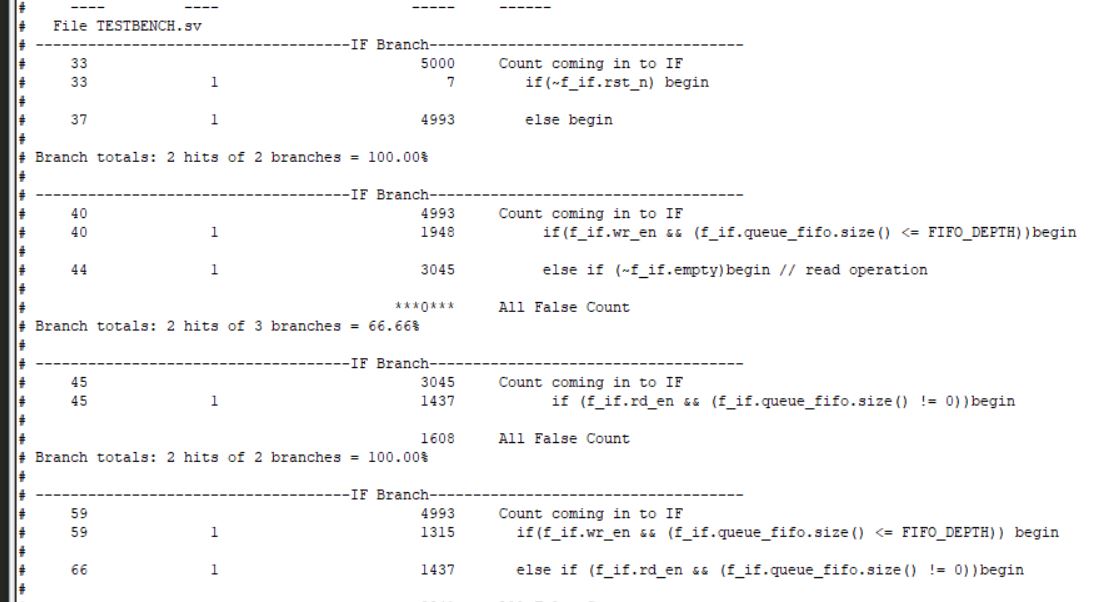 # ---- ---- ----- ------
# File TESTBENCH.sv
# ------------------------------------IF Branch------------------------------------
# 33 5000 Count coming in to IF
# 33 1 7 if(~f_if.rst_n) begin
#
# 37 1 4993 else begin
#
# Branch totals: 2 hits of 2 branches = 100.00%
#
# ------------------------------------IF Branch------------------------------------
# 40 4993 Count coming in to IF
# 40 1 1948 if(f_if.wr_en && (f_if.queue_fifo.size() <= FIFO_DEPTH))begin
#
# 44 1 3045 else if (~f_if.empty)begin // read operation
#
# ***0*** All False Count
# Branch totals: 2 hits of 3 branches = 66.66%
#
# ------------------------------------IF Branch------------------------------------
# 45 3045 Count coming in to IF
# 45 1 1437 if (f_if.rd_en && (f_if.queue_fifo.size() != 0))begin
#
# 1608 All False Count
# Branch totals: 2 hits of 2 branches = 100.00%
#
# ------------------------------------IF Branch------------------------------------
# 59 4993 Count coming in to IF
# 59 1 1315 if(f_if.wr_en && (f_if.queue_fifo.size() <= FIFO_DEPTH)) begin
#
# 66 1 1437 else if (f_if.rd_en && (f_if.queue_fifo.size() != 0))begin
#